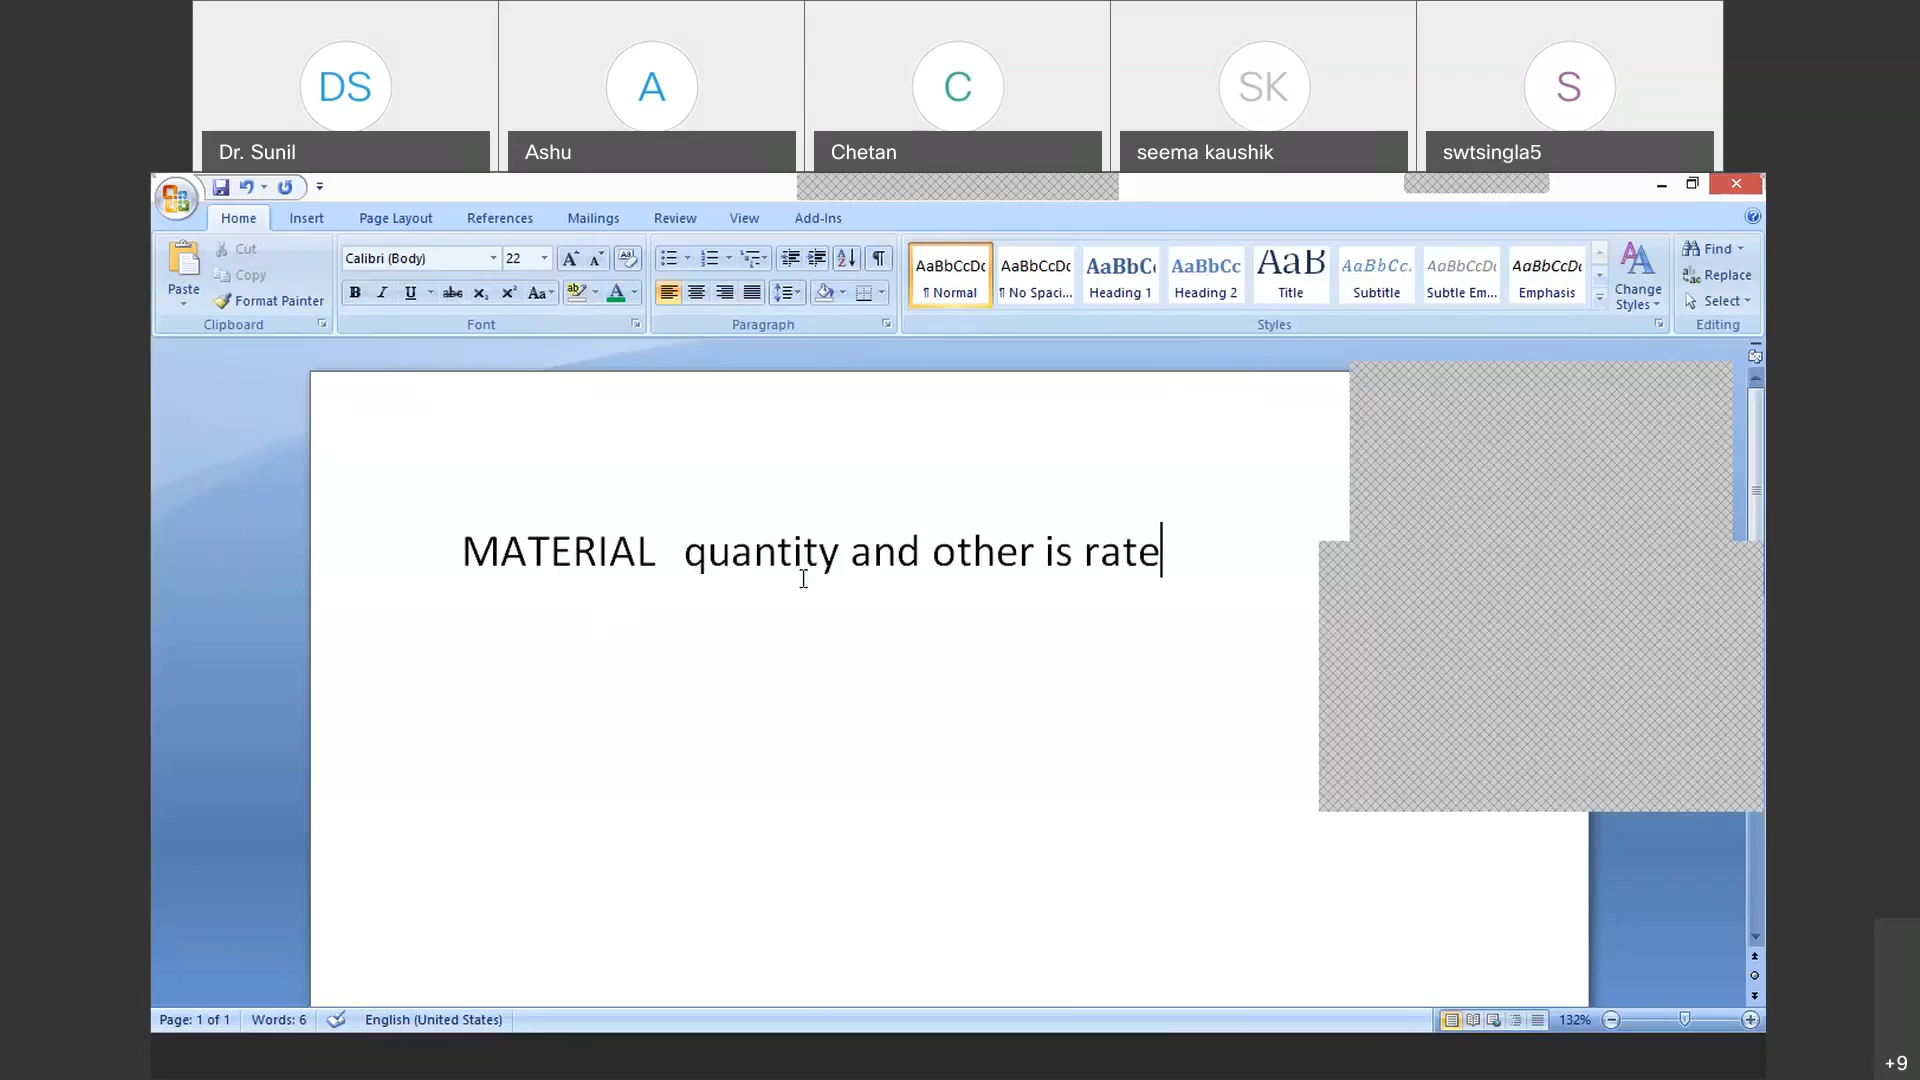 DS
A
C
SK
S
Dr. Sunil
Ashu
Chetan
seema kaushik
swtsingla5
Home Insert Page Layout References Mailings Review View Add-Ins
Paste
Cut
Copy
Format Painter
Clipboard
Calibri (Body) 22
Font
Paragraph
AaBbCcDc AaBbCcDc AaBbC AaBbCc AaB AaBbCc. AaBbCcDc AaBbCcDc
¶ Normal ¶ No Spaci... Heading 1 Heading 2 Title Subtitle Subtle Em... Emphasis
Change
Styles
Styles
Find
Replace
Select
Editing
MATERIAL quantity and other is rate
Page: 1 of 1 Words: 6 English (United States) 132%
+9